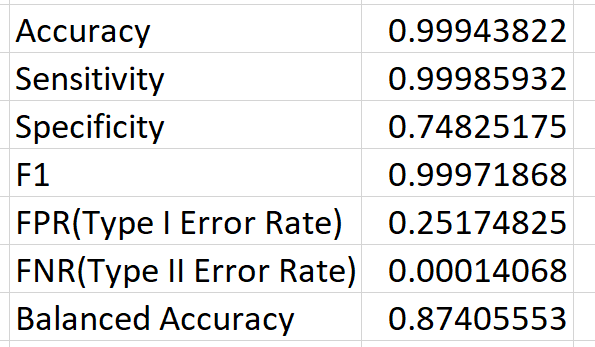 Accuracy 0.99943822
Sensitivity 0.99985932
Specificity 0.74825175
F1 0.99971868
FPR(Type I Error Rate) 0.25174825
FNR(Type II Error Rate) 0.00014068
Balanced Accuracy 0.87405553